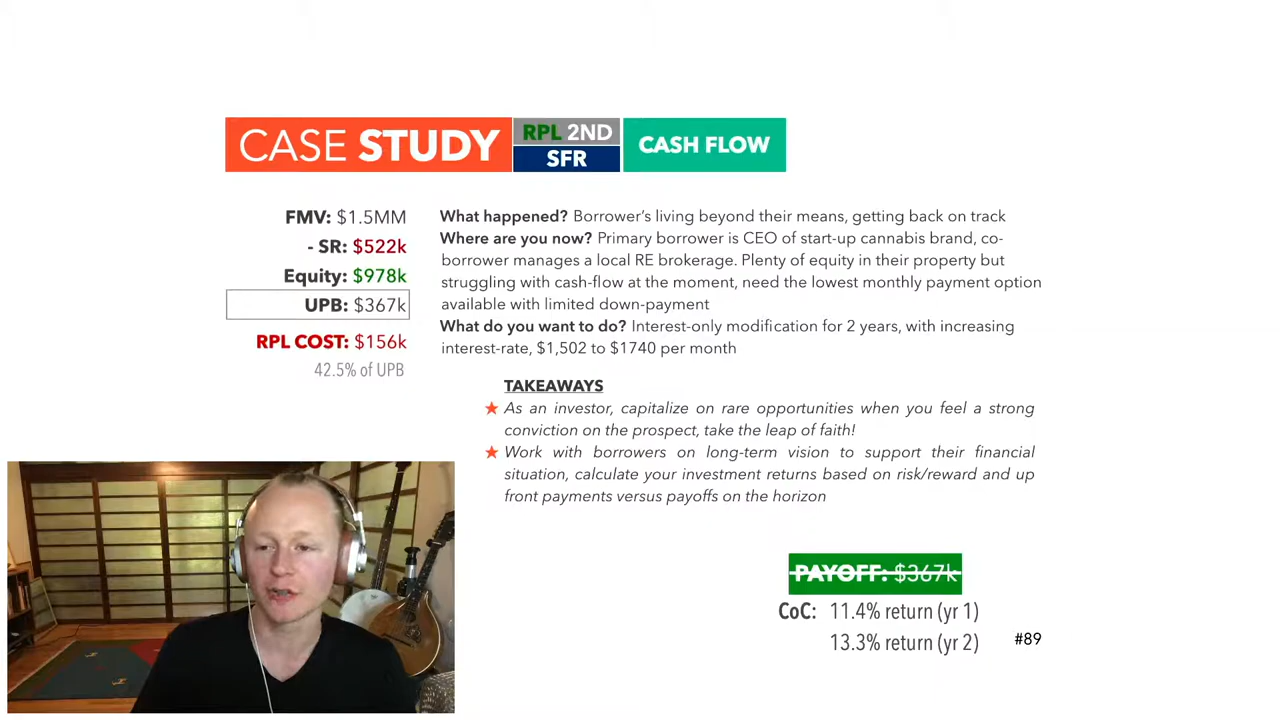 CASE STUDY
RPL 2ND
SFR
CASH FLOW
FMV: $1.5MM
- SR: $522k
Equity: $978k
UPB: $367k
RPL COST: $156k
42.5% of UPB
What happened? Borrower's living beyond their means, getting back on track
Where are you now? Primary borrower is CEO of start-up cannabis brand, co-
borrower manages a local RE brokerage. Plenty of equity in their property but
struggling with cash-flow at the moment, need the lowest monthly payment option
available with limited down-payment
What do you want to do? Interest-only modification for 2 years, with increasing
interest-rate, $1,502 to $1740 per month
TAKEAWAYS
★ As an investor, capitalize on rare opportunities when you feel a strong
conviction on the prospect, take the leap of faith!
★ Work with borrowers on long-term vision to support their financial
situation, calculate your investment returns based on risk/reward and up
front payments versus payoffs on the horizon
PAYOFF: $367k
CoC: 11.4% return (yr 1)
13.3% return (yr 2)
#89